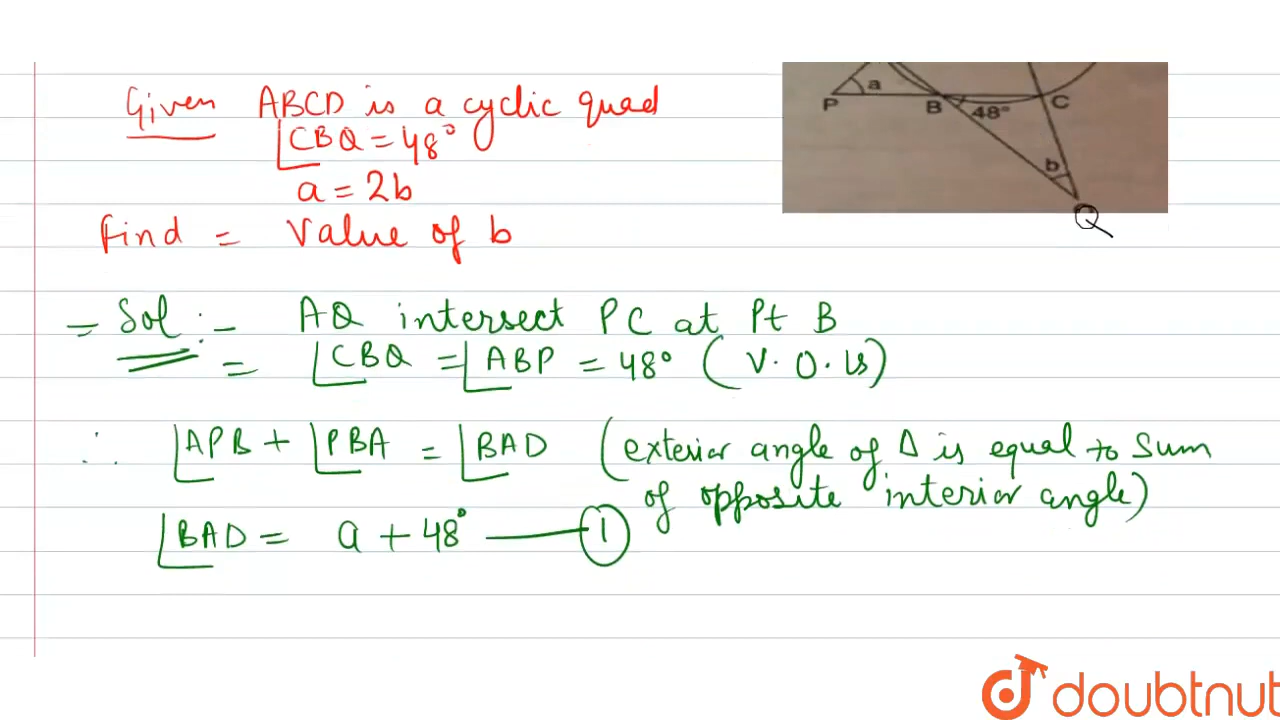 Given ABCD is a cyclic quad
∠CBQ = 48°
a = 2b
Find = Value of b
= Sol :- AQ intersect PC at Pt B
= ∠CBQ = ∠ABP = 48° (V.O.∠s)
∴ ∠APB + ∠PBA = ∠BAD (exterior angle of Δ is equal to Sum
of opposite interior angle)
∠BAD = a + 48° —— ①
P a B 48° C
b
Q
doubtnut